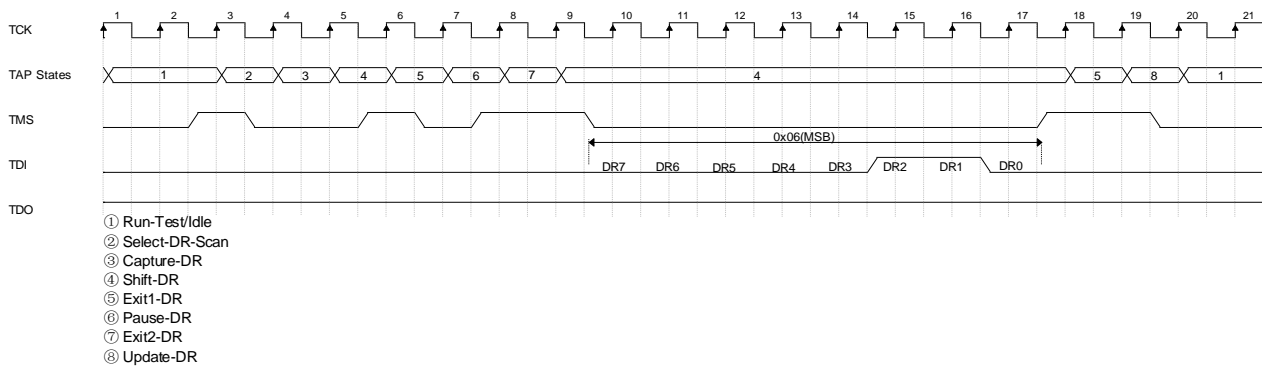 1 2 3 4 5 6 7 8 9 10 11 12 13 14 15 16 17 18 19 20 21
TCK
TAP States 1 2 3 4 5 6 7 4 5 8 1
TMS
0x06(MSB)
TDI DR7 DR6 DR5 DR4 DR3 DR2 DR1 DR0
TDO
① Run-Test/Idle
② Select-DR-Scan
③ Capture-DR
④ Shift-DR
⑤ Exit1-DR
⑥ Pause-DR
⑦ Exit2-DR
⑧ Update-DR